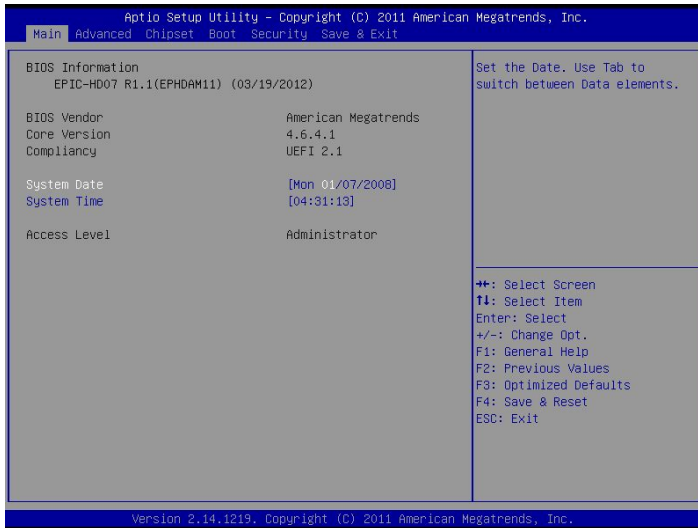 Aptio Setup Utility – Copyright (C) 2011 American Megatrends, Inc.
Main Advanced Chipset Boot Security Save & Exit
BIOS Information
EPIC-HD07 R1.1(EPHDAM11) (03/19/2012)
BIOS Vendor American Megatrends
Core Version 4.6.4.1
Compliancy UEFI 2.1
System Date [Mon 01/07/2008]
System Time [04:31:13]
Access Level Administrator
Set the Date. Use Tab to
switch between Data elements.
→←: Select Screen
↑↓: Select Item
Enter: Select
+/-: Change Opt.
F1: General Help
F2: Previous Values
F3: Optimized Defaults
F4: Save & Reset
ESC: Exit
Version 2.14.1219. Copyright (C) 2011 American Megatrends, Inc.